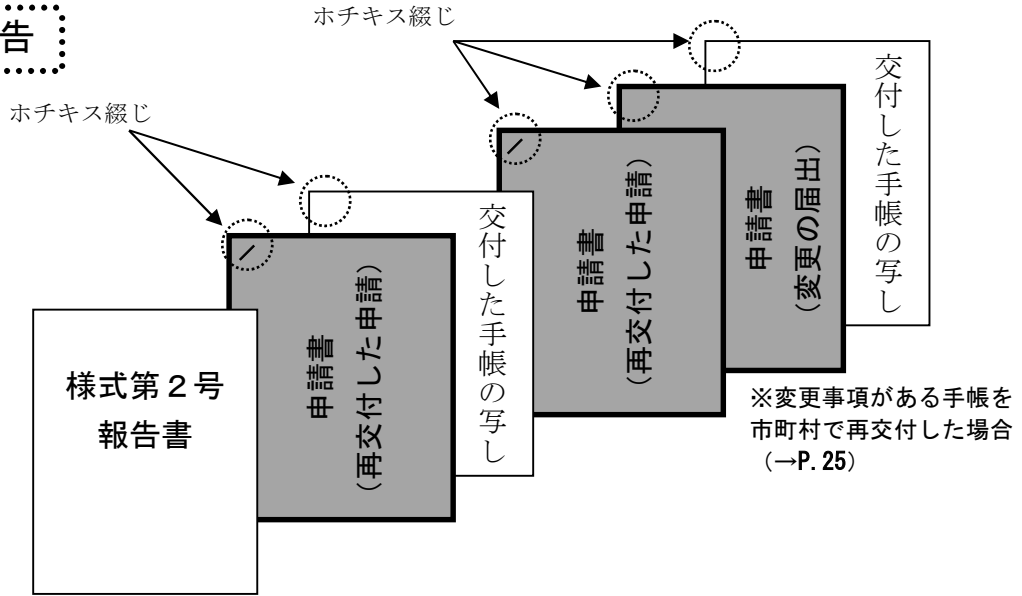 告
ホチキス綴じ
ホチキス綴じ
様式第２号
報告書
申請書
（再交付した申請）
交付した手帳の写し
申請書
（再交付した申請）
申請書
（変更の届出）
交付した手帳の写し
※変更事項がある手帳を
市町村で再交付した場合
（→P. 25）